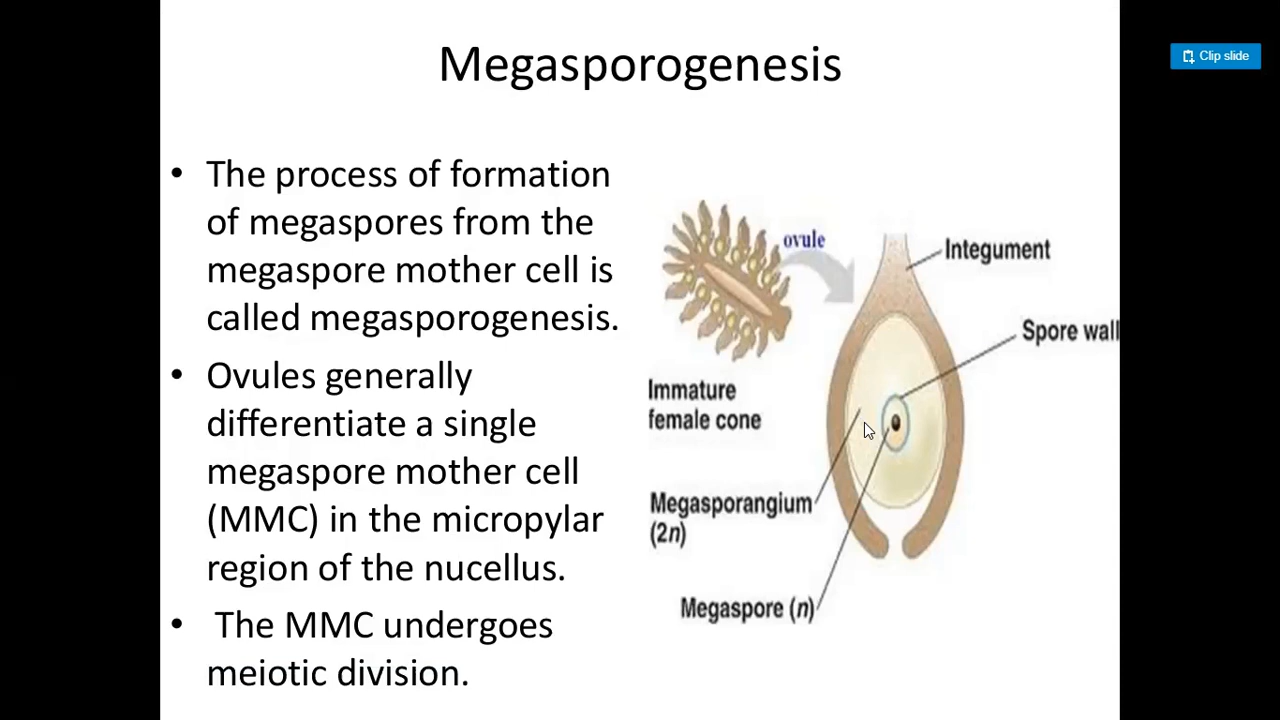 Megasporogenesis
Clip slide
• The process of formation
of megaspores from the
megaspore mother cell is
called megasporogenesis.
• Ovules generally
differentiate a single
megaspore mother cell
(MMC) in the micropylar
region of the nucellus.
• The MMC undergoes
meiotic division.
ovule
Integument
Spore wall
Immature
female cone
Megasporangium
(2n)
Megaspore (n)